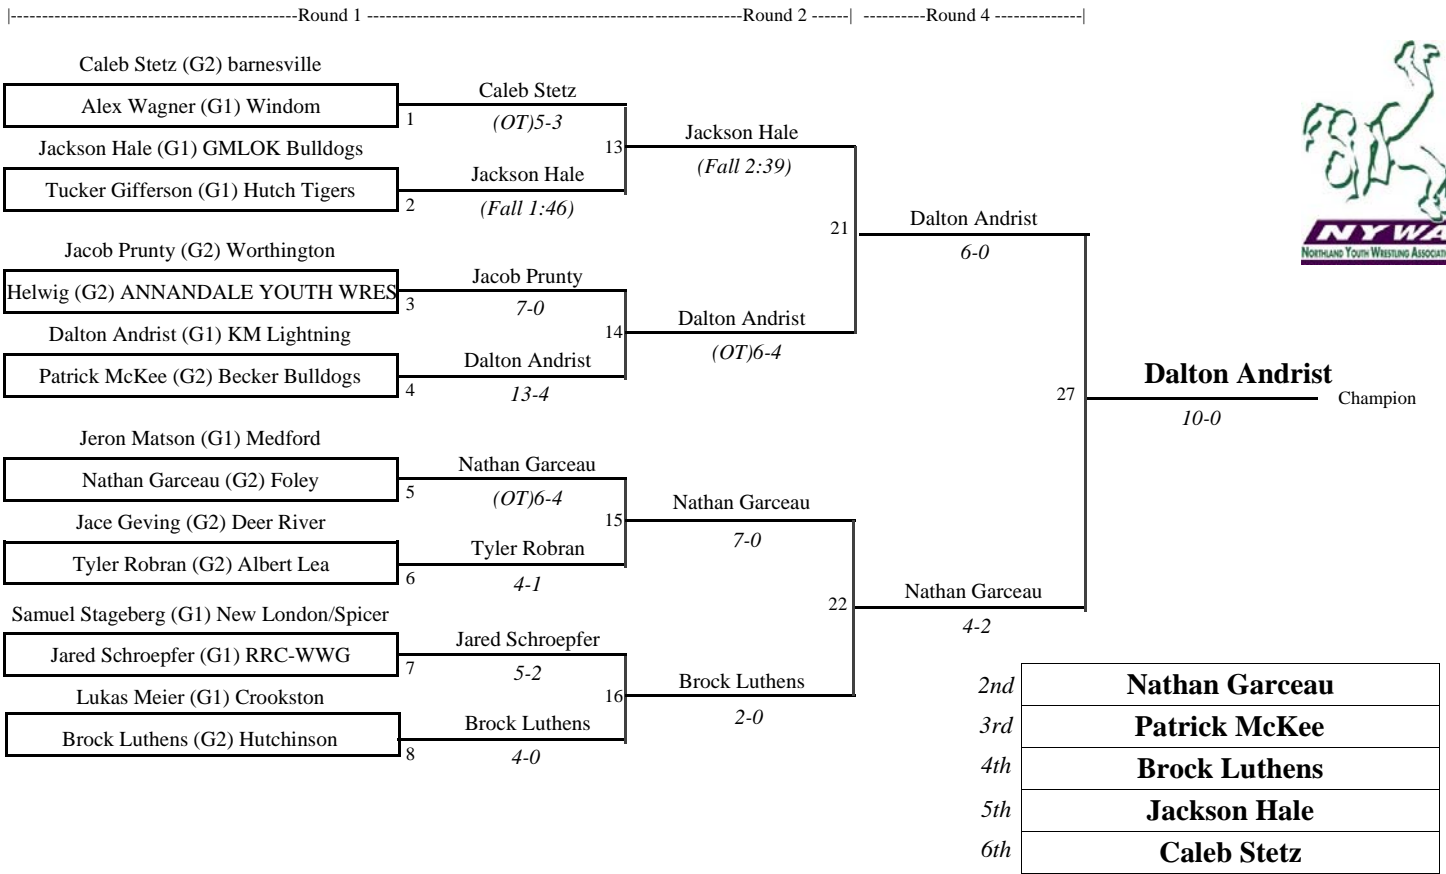 |----------------------------------------------Round 1 ------------------------------------------------------------------------------Round 2 ------| ----------Round 4 --------------|
Caleb Stetz (G2) barnesville
Alex Wagner (G1) Windom
1
Caleb Stetz
(OT)5-3
Jackson Hale (G1) GMLOK Bulldogs
Tucker Gifferson (G1) Hutch Tigers
2
Jackson Hale
(Fall 1:46)
13
Jackson Hale
(Fall 2:39)
Jacob Prunty (G2) Worthington
Helwig (G2) ANNANDALE YOUTH WRES
3
Jacob Prunty
7-0
Dalton Andrist (G1) KM Lightning
Patrick McKee (G2) Becker Bulldogs
4
Dalton Andrist
13-4
14
Dalton Andrist
(OT)6-4
21
Dalton Andrist
6-0
Jeron Matson (G1) Medford
Nathan Garceau (G2) Foley
5
Nathan Garceau
(OT)6-4
Jace Geving (G2) Deer River
Tyler Robran (G2) Albert Lea
6
Tyler Robran
4-1
15
Nathan Garceau
7-0
Samuel Stageberg (G1) New London/Spicer
Jared Schroepfer (G1) RRC-WWG
7
Jared Schroepfer
5-2
Lukas Meier (G1) Crookston
Brock Luthens (G2) Hutchinson
8
Brock Luthens
4-0
16
Brock Luthens
2-0
22
Nathan Garceau
4-2
27
Dalton Andrist
10-0
Champion
NYWA
NORTHLAND YOUTH WRESTLING
2nd Nathan Garceau
3rd Patrick McKee
4th Brock Luthens
5th Jackson Hale
6th Caleb Stetz